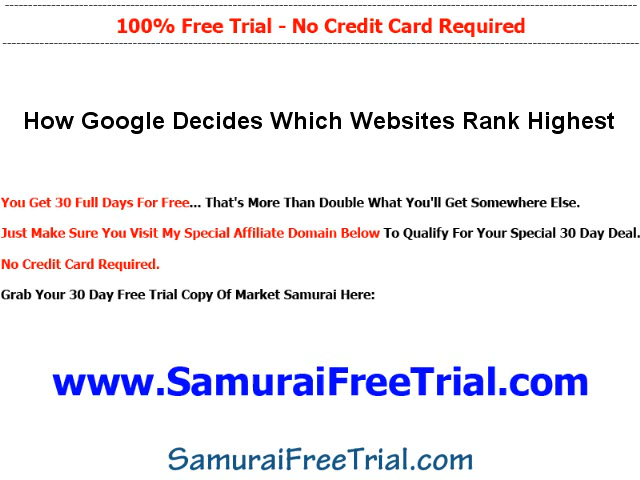 100% Free Trial - No Credit Card Required
How Google Decides Which Websites Rank Highest
You Get 30 Full Days For Free... That's More Than Double What You'll Get Somewhere Else.
Just Make Sure You Visit My Special Affiliate Domain Below To Qualify For Your Special 30 Day Deal.
No Credit Card Required.
Grab Your 30 Day Free Trial Copy Of Market Samurai Here:
www.SamuraiFreeTrial.com
SamuraiFreeTrial.com